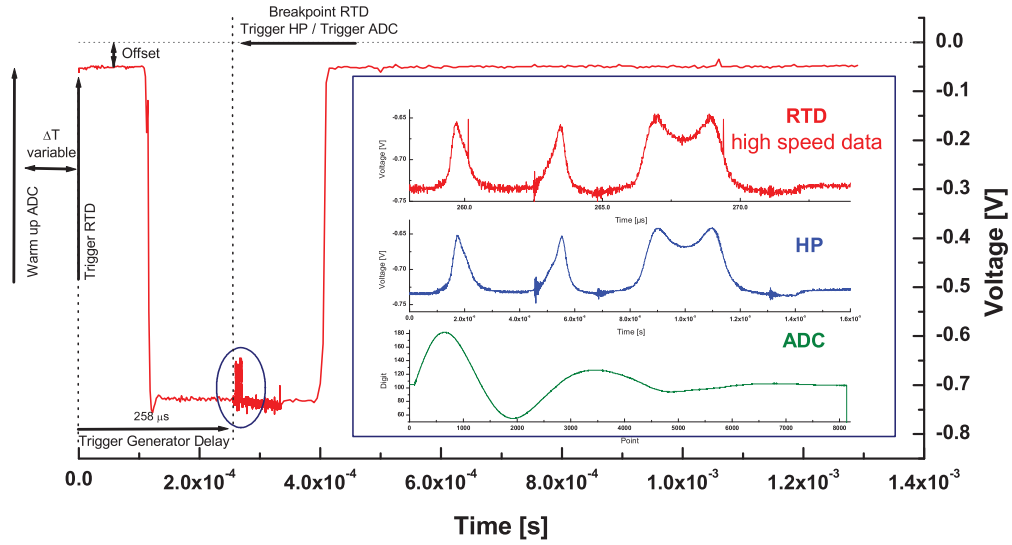 Breakpoint RTD
Trigger HP / Trigger ADC
Offset
ΔT
variable
Warm up ADC
Trigger RTD
258 µs
Trigger Generator Delay
0.0
-0.1
-0.2
-0.3
-0.4
-0.5
-0.6
-0.7
-0.8
Voltage [V]
0.0
2.0x10⁻⁴
4.0x10⁻⁴
6.0x10⁻⁴
8.0x10⁻⁴
1.0x10⁻³
1.2x10⁻³
1.4x10⁻³
Time [s]
RTD
high speed data
Voltage [V]
-0.65
-0.70
-0.75
260.0
265.0
270.0
Time [µs]
HP
Voltage [V]
-0.65
-0.70
-0.75
0.0
Time [s]
ADC
Digit
180
160
140
120
100
80
60
0
1000
2000
3000
4000
5000
6000
7000
8000
Point